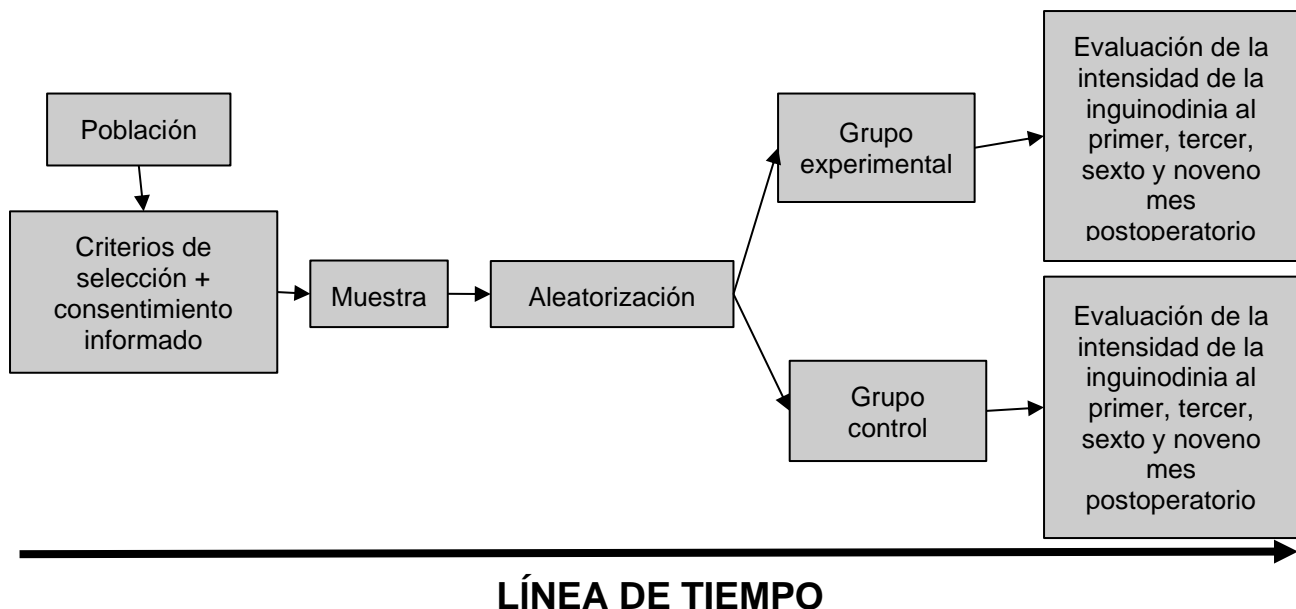 Población
Criterios de
selección +
consentimiento
informado
Muestra
Aleatorización
Grupo
experimental
Evaluación de la
intensidad de la
inguinodinia al
primer, tercer,
sexto y noveno
mes
postoperatorio
Grupo
control
Evaluación de la
intensidad de la
inguinodinia al
primer, tercer,
sexto y noveno
mes
postoperatorio
LÍNEA DE TIEMPO